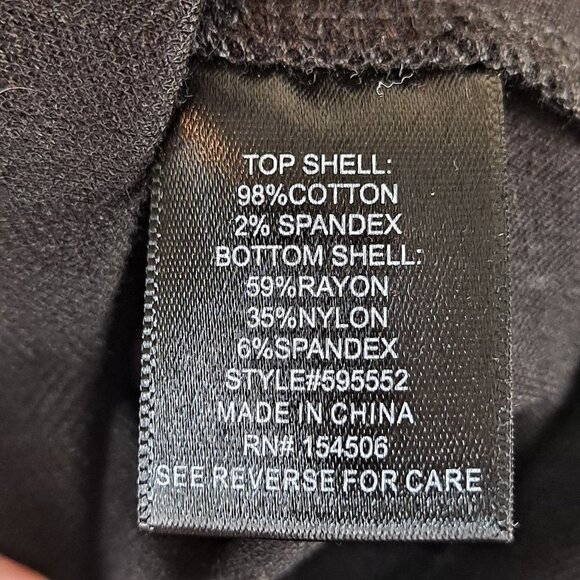 TOP SHELL:
98%COTTON
2% SPANDEX
BOTTOM SHELL:
59%RAYON
35%NYLON
6%SPANDEX
STYLE#595552
MADE IN CHINA
RN# 154506
SEE REVERSE FOR CARE